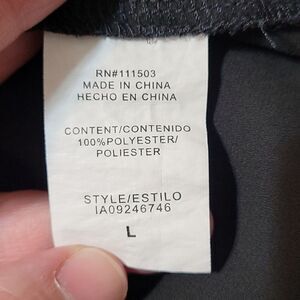 RN#111503
MADE IN CHINA
HECHO EN CHINA
CONTENT/CONTENIDO
100%POLYESTER/
POLIESTER
STYLE/ESTILO
IA09246746
L